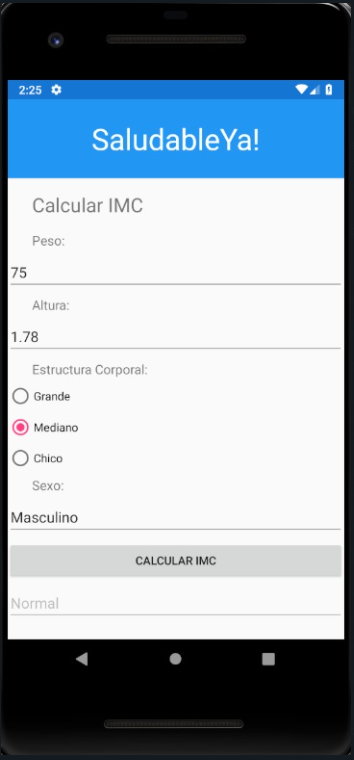 2:25
SaludableYa!
Calcular IMC
Peso:
75
Altura:
1.78
Estructura Corporal:
Grande
Mediano
Chico
Sexo:
Masculino
CALCULAR IMC
Normal